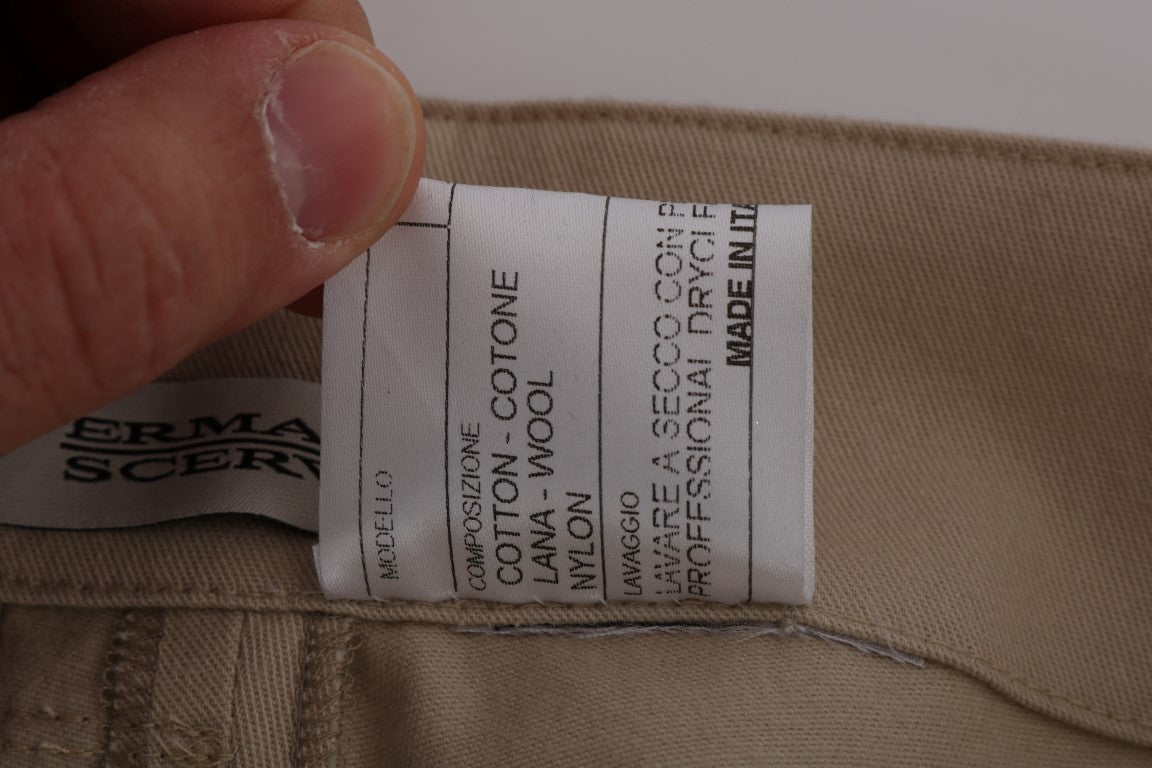 ERMA
SCERV
MODELLO
COMPOSIZIONE
COTTON - COTONE
LANA - WOOL
NYLON
LAVAGGIO
LAVARE A SECCO CON P
PROFESSIONAL DRYCL
MADE IN ITA